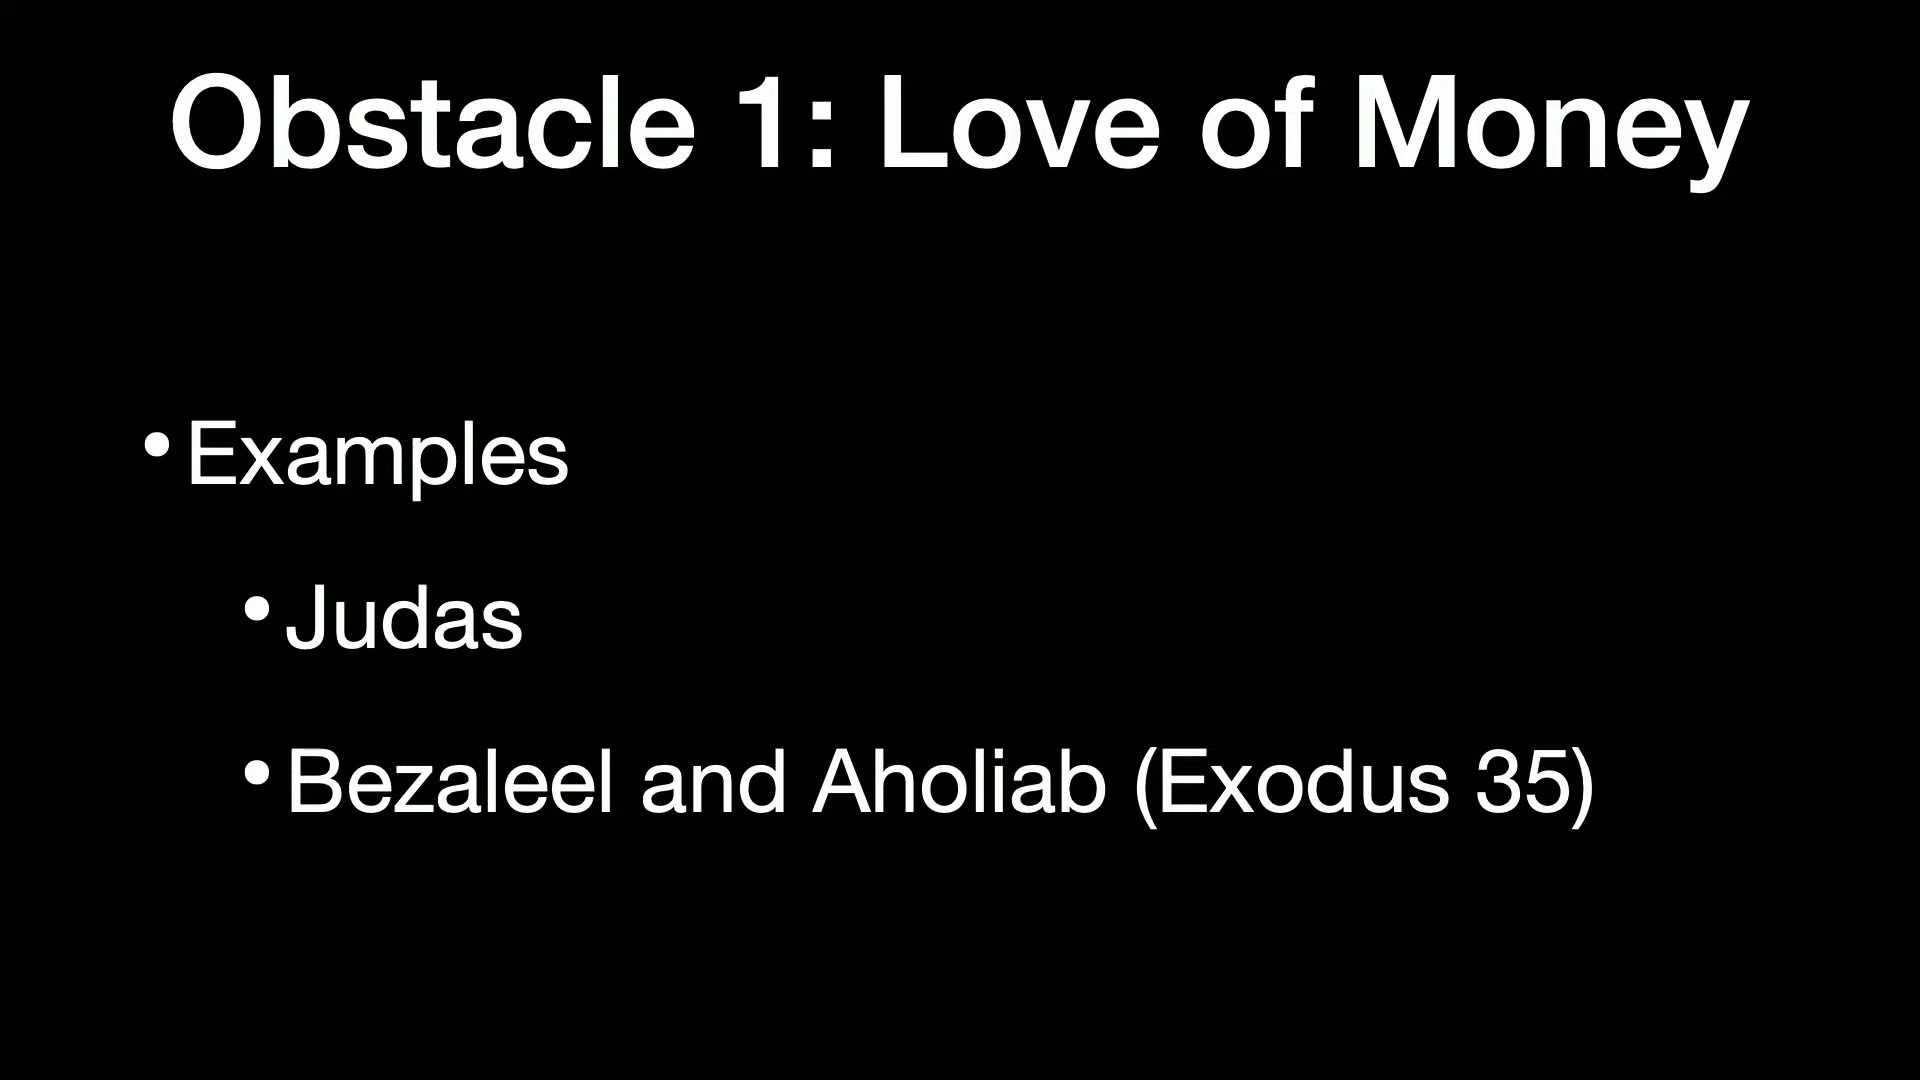 Obstacle 1: Love of Money
• Examples
• Judas
• Bezaleel and Aholiab (Exodus 35)